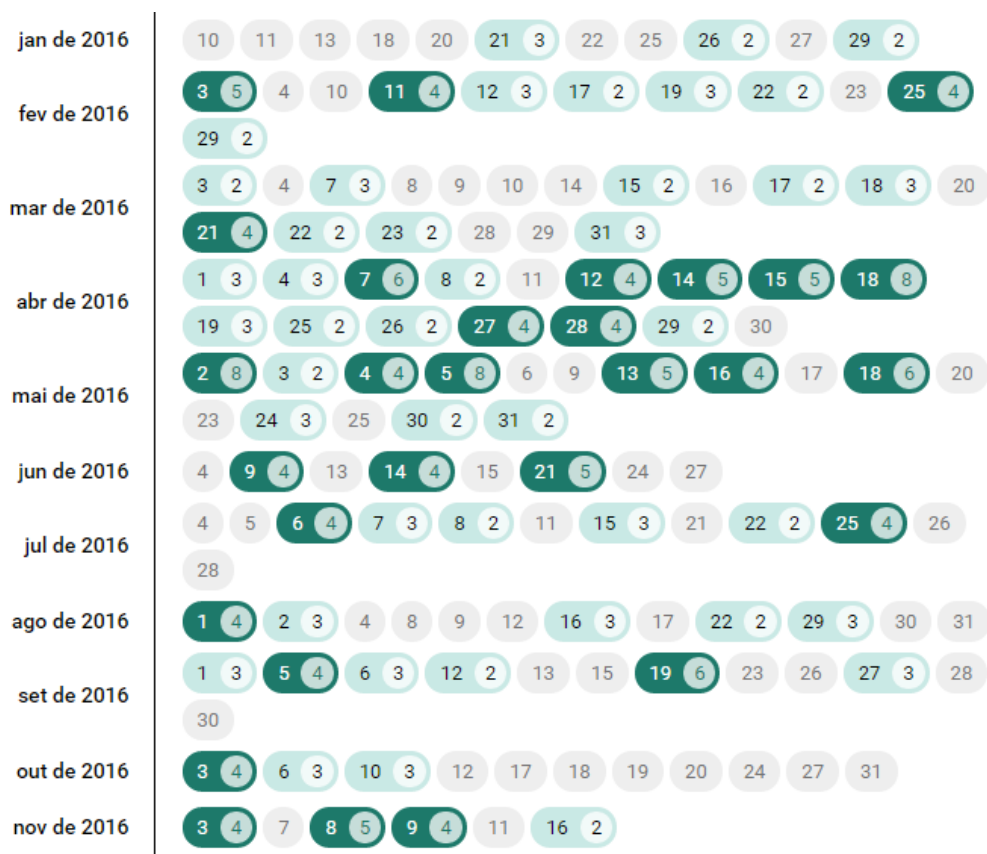 jan de 2016 10 11 13 18 20 21 3 22 25 26 2 27 29 2
fev de 2016 3 5 4 10 11 4 12 3 17 2 19 3 22 2 23 25 4
29 2
mar de 2016 3 2 4 7 3 8 9 10 14 15 2 16 17 2 18 3 20
21 4 22 2 23 2 28 29 31 3
abr de 2016 1 3 4 3 7 6 8 2 11 12 4 14 5 15 5 18 8
19 3 25 2 26 2 27 4 28 4 29 2 30
mai de 2016 2 8 3 2 4 4 5 8 6 9 13 5 16 4 17 18 6 20
23 24 3 25 30 2 31 2
jun de 2016 4 9 4 13 14 4 15 21 5 24 27
jul de 2016 4 5 6 4 7 3 8 2 11 15 3 21 22 2 25 4 26
28
ago de 2016 1 4 2 3 4 8 9 12 16 3 17 22 2 29 3 30 31
set de 2016 1 3 5 4 6 3 12 2 13 15 19 6 23 26 27 3 28
30
out de 2016 3 4 6 3 10 3 12 17 18 19 20 24 27 31
nov de 2016 3 4 7 8 5 9 4 11 16 2